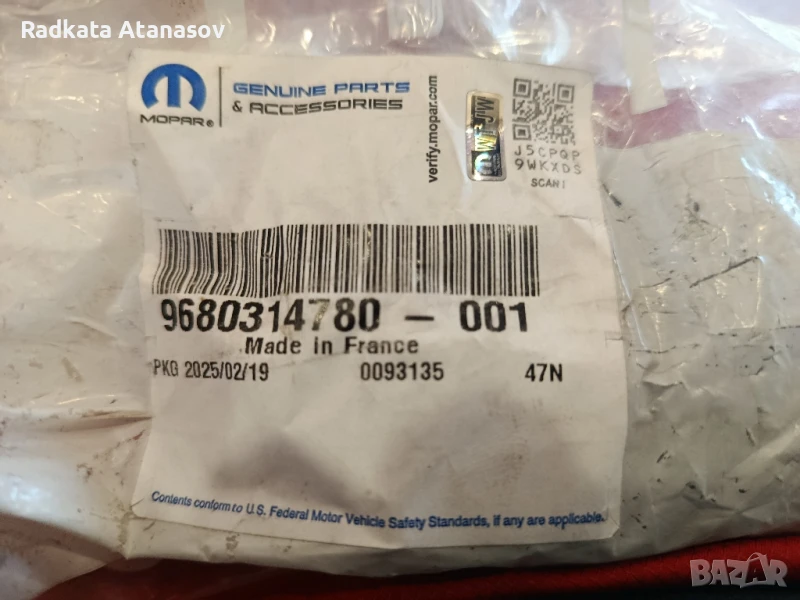 Radkata Atanasov
MOPAR®
GENUINE PARTS
& ACCESSORIES
verify.mopar.com
J5CPQP
9WKXDS
SCAN!
9680314780 - 001
Made in France
PKG 2025/02/19 0093135 47N
Contents conform to U.S. Federal Motor Vehicle Safety Standards, if any are applicable.
BAZAR